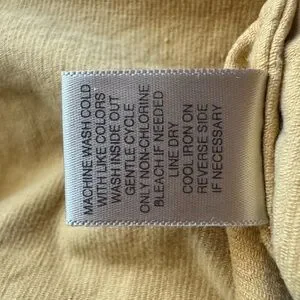 MACHINE WASH COLD
WITH LIKE COLORS
WASH INSIDE OUT
GENTLE CYCLE
ONLY NON-CHLORINE
BLEACH IF NEEDED
LINE DRY
COOL IRON ON
REVERSE SIDE
IF NECESSARY